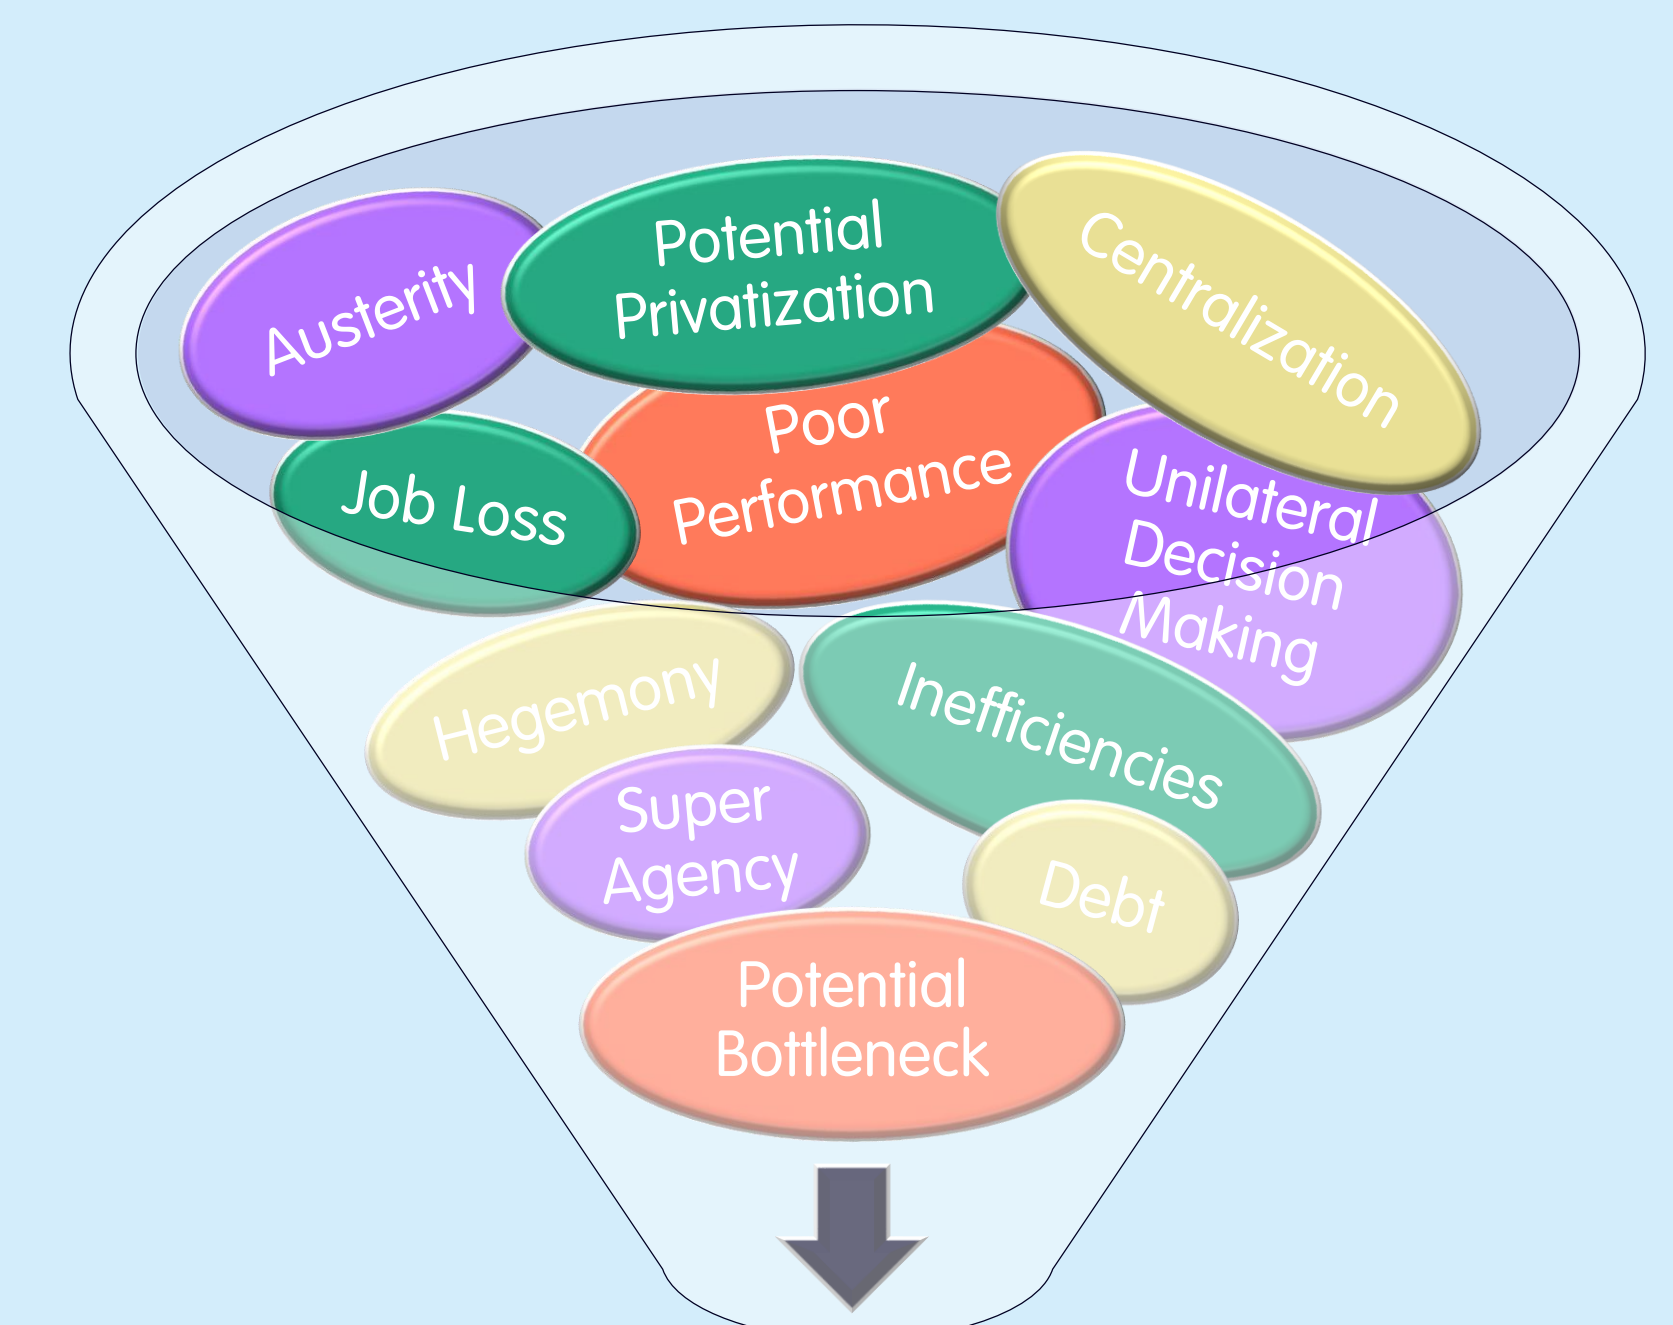 Austerity
Potential
Privatization
Centralization
Job Loss
Poor
Performance
Unilateral
Decision
Making
Hegemony
Inefficiencies
Super
Agency
Debt
Potential
Bottleneck